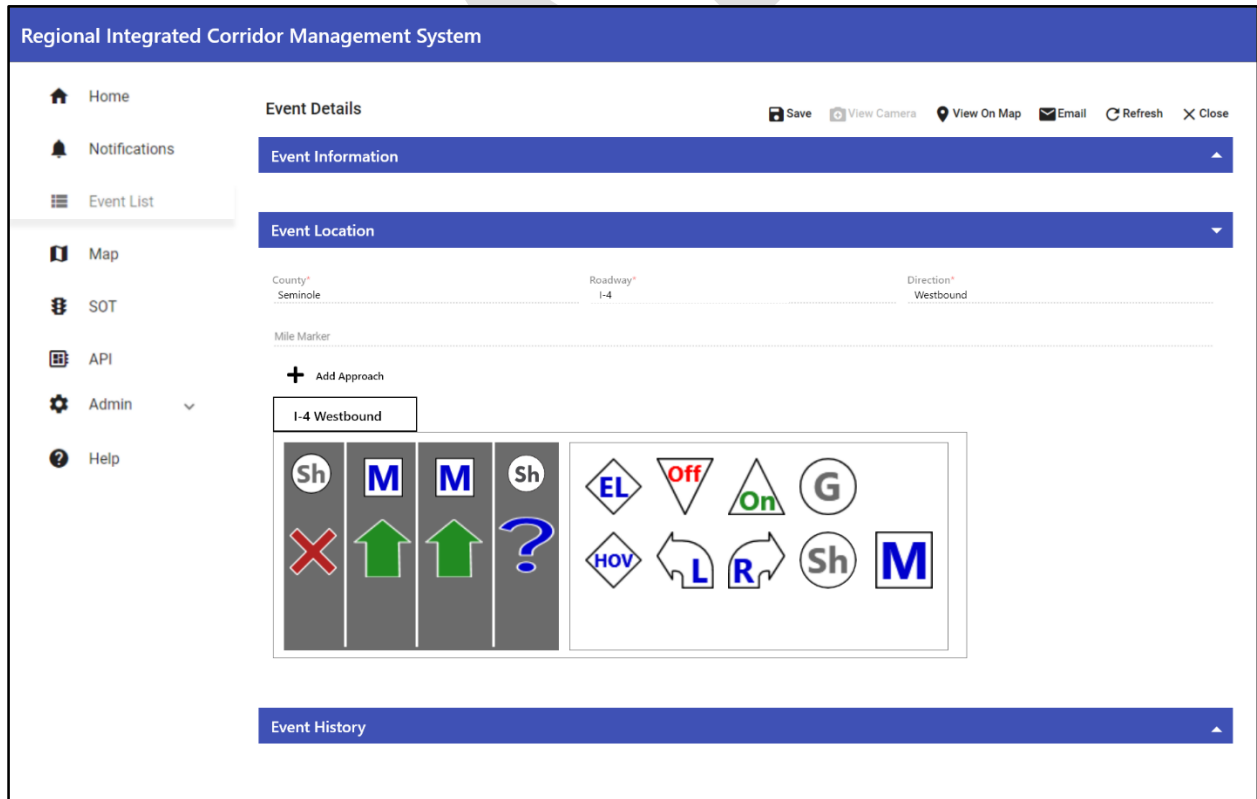 Regional Integrated Corridor Management System
Home
Notifications
Event List
Map
SOT
API
Admin
Help
Event Details
Save View Camera View On Map Email Refresh Close
Event Information
Event Location
County* Roadway* Direction*
Seminole I-4 Westbound
Mile Marker
Add Approach
I-4 Westbound
Sh M M Sh
?
EL Off On G
HOV L R Sh M
Event History